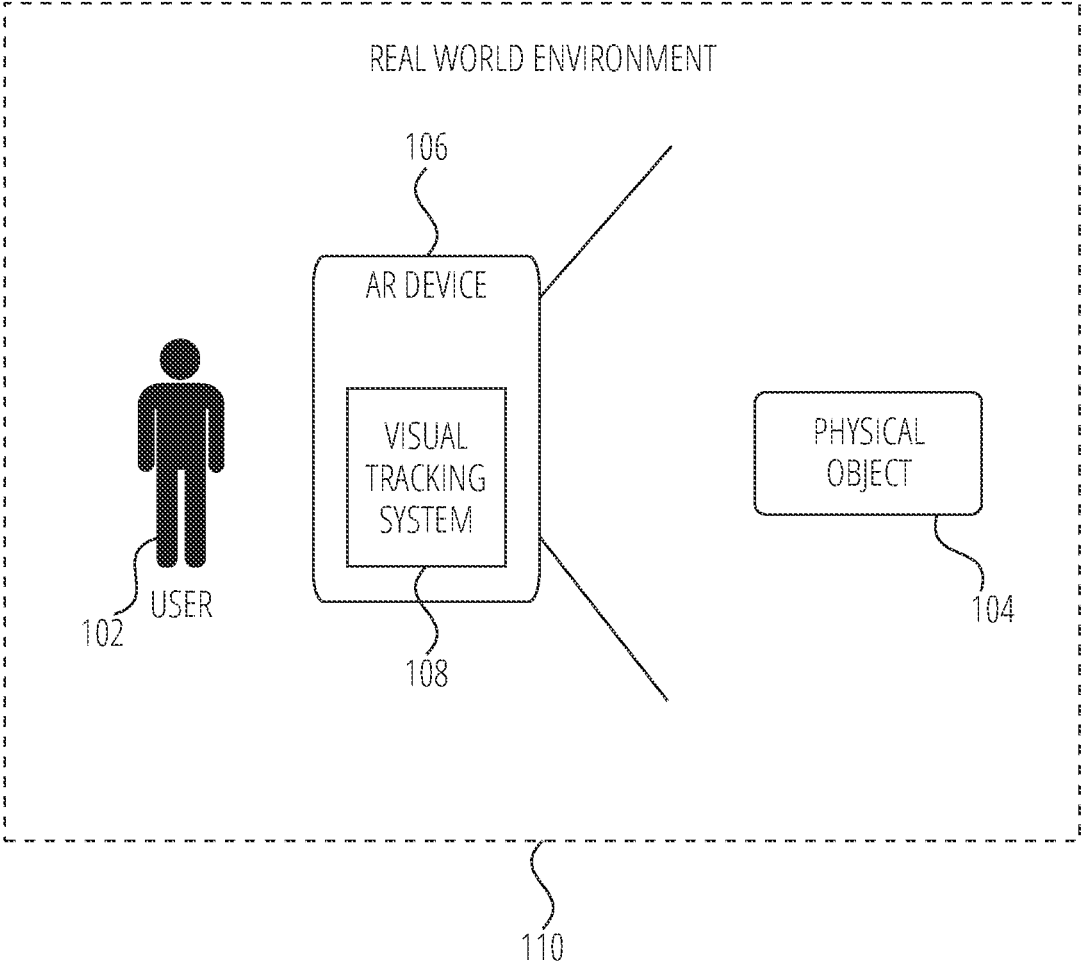 REAL WORLD ENVIRONMENT
106
AR DEVICE
VISUAL
TRACKING
SYSTEM
PHYSICAL
OBJECT
USER
102
104
108
110